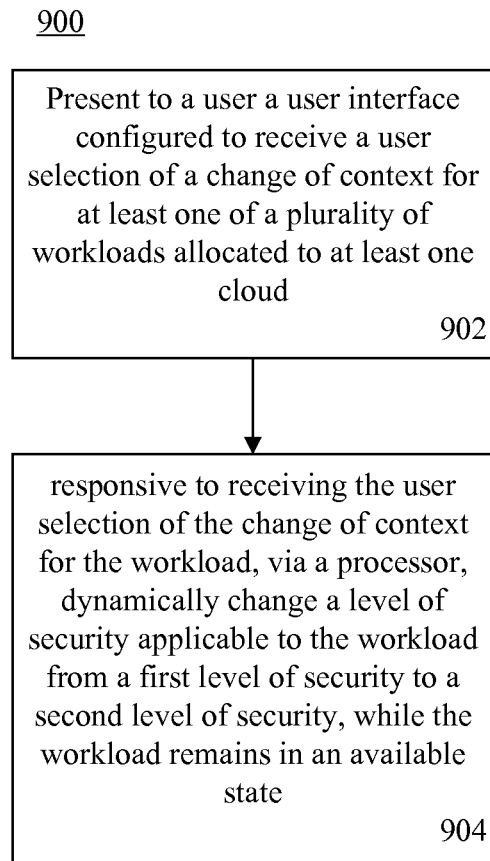 900
Present to a user a user interface
configured to receive a user
selection of a change of context for
at least one of a plurality of
workloads allocated to at least one
cloud
902
responsive to receiving the user
selection of the change of context
for the workload, via a processor,
dynamically change a level of
security applicable to the workload
from a first level of security to a
second level of security, while the
workload remains in an available
state
904